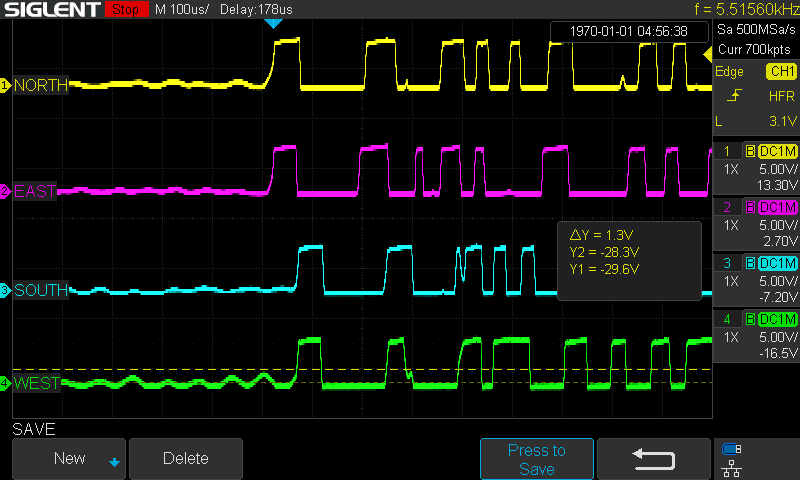 SIGLENT Stop M 100us/ Delay:178us f = 5.51560kHz
1970-01-01 04:56:38
Sa 500MSa/s
Curr 700kpts
Edge CH1
HFR
L 3.1V
1 NORTH
2 EAST
3 SOUTH
4 WEST
ΔY = 1.3V
Y2 = -28.3V
Y1 = -29.6V
1 B DC1M
1X 5.00V/
13.30V
2 B DC1M
1X 5.00V/
2.70V
3 B DC1M
1X 5.00V/
-7.20V
4 B DC1M
1X 5.00V/
-16.5V
SAVE
New
Delete
Press to
Save